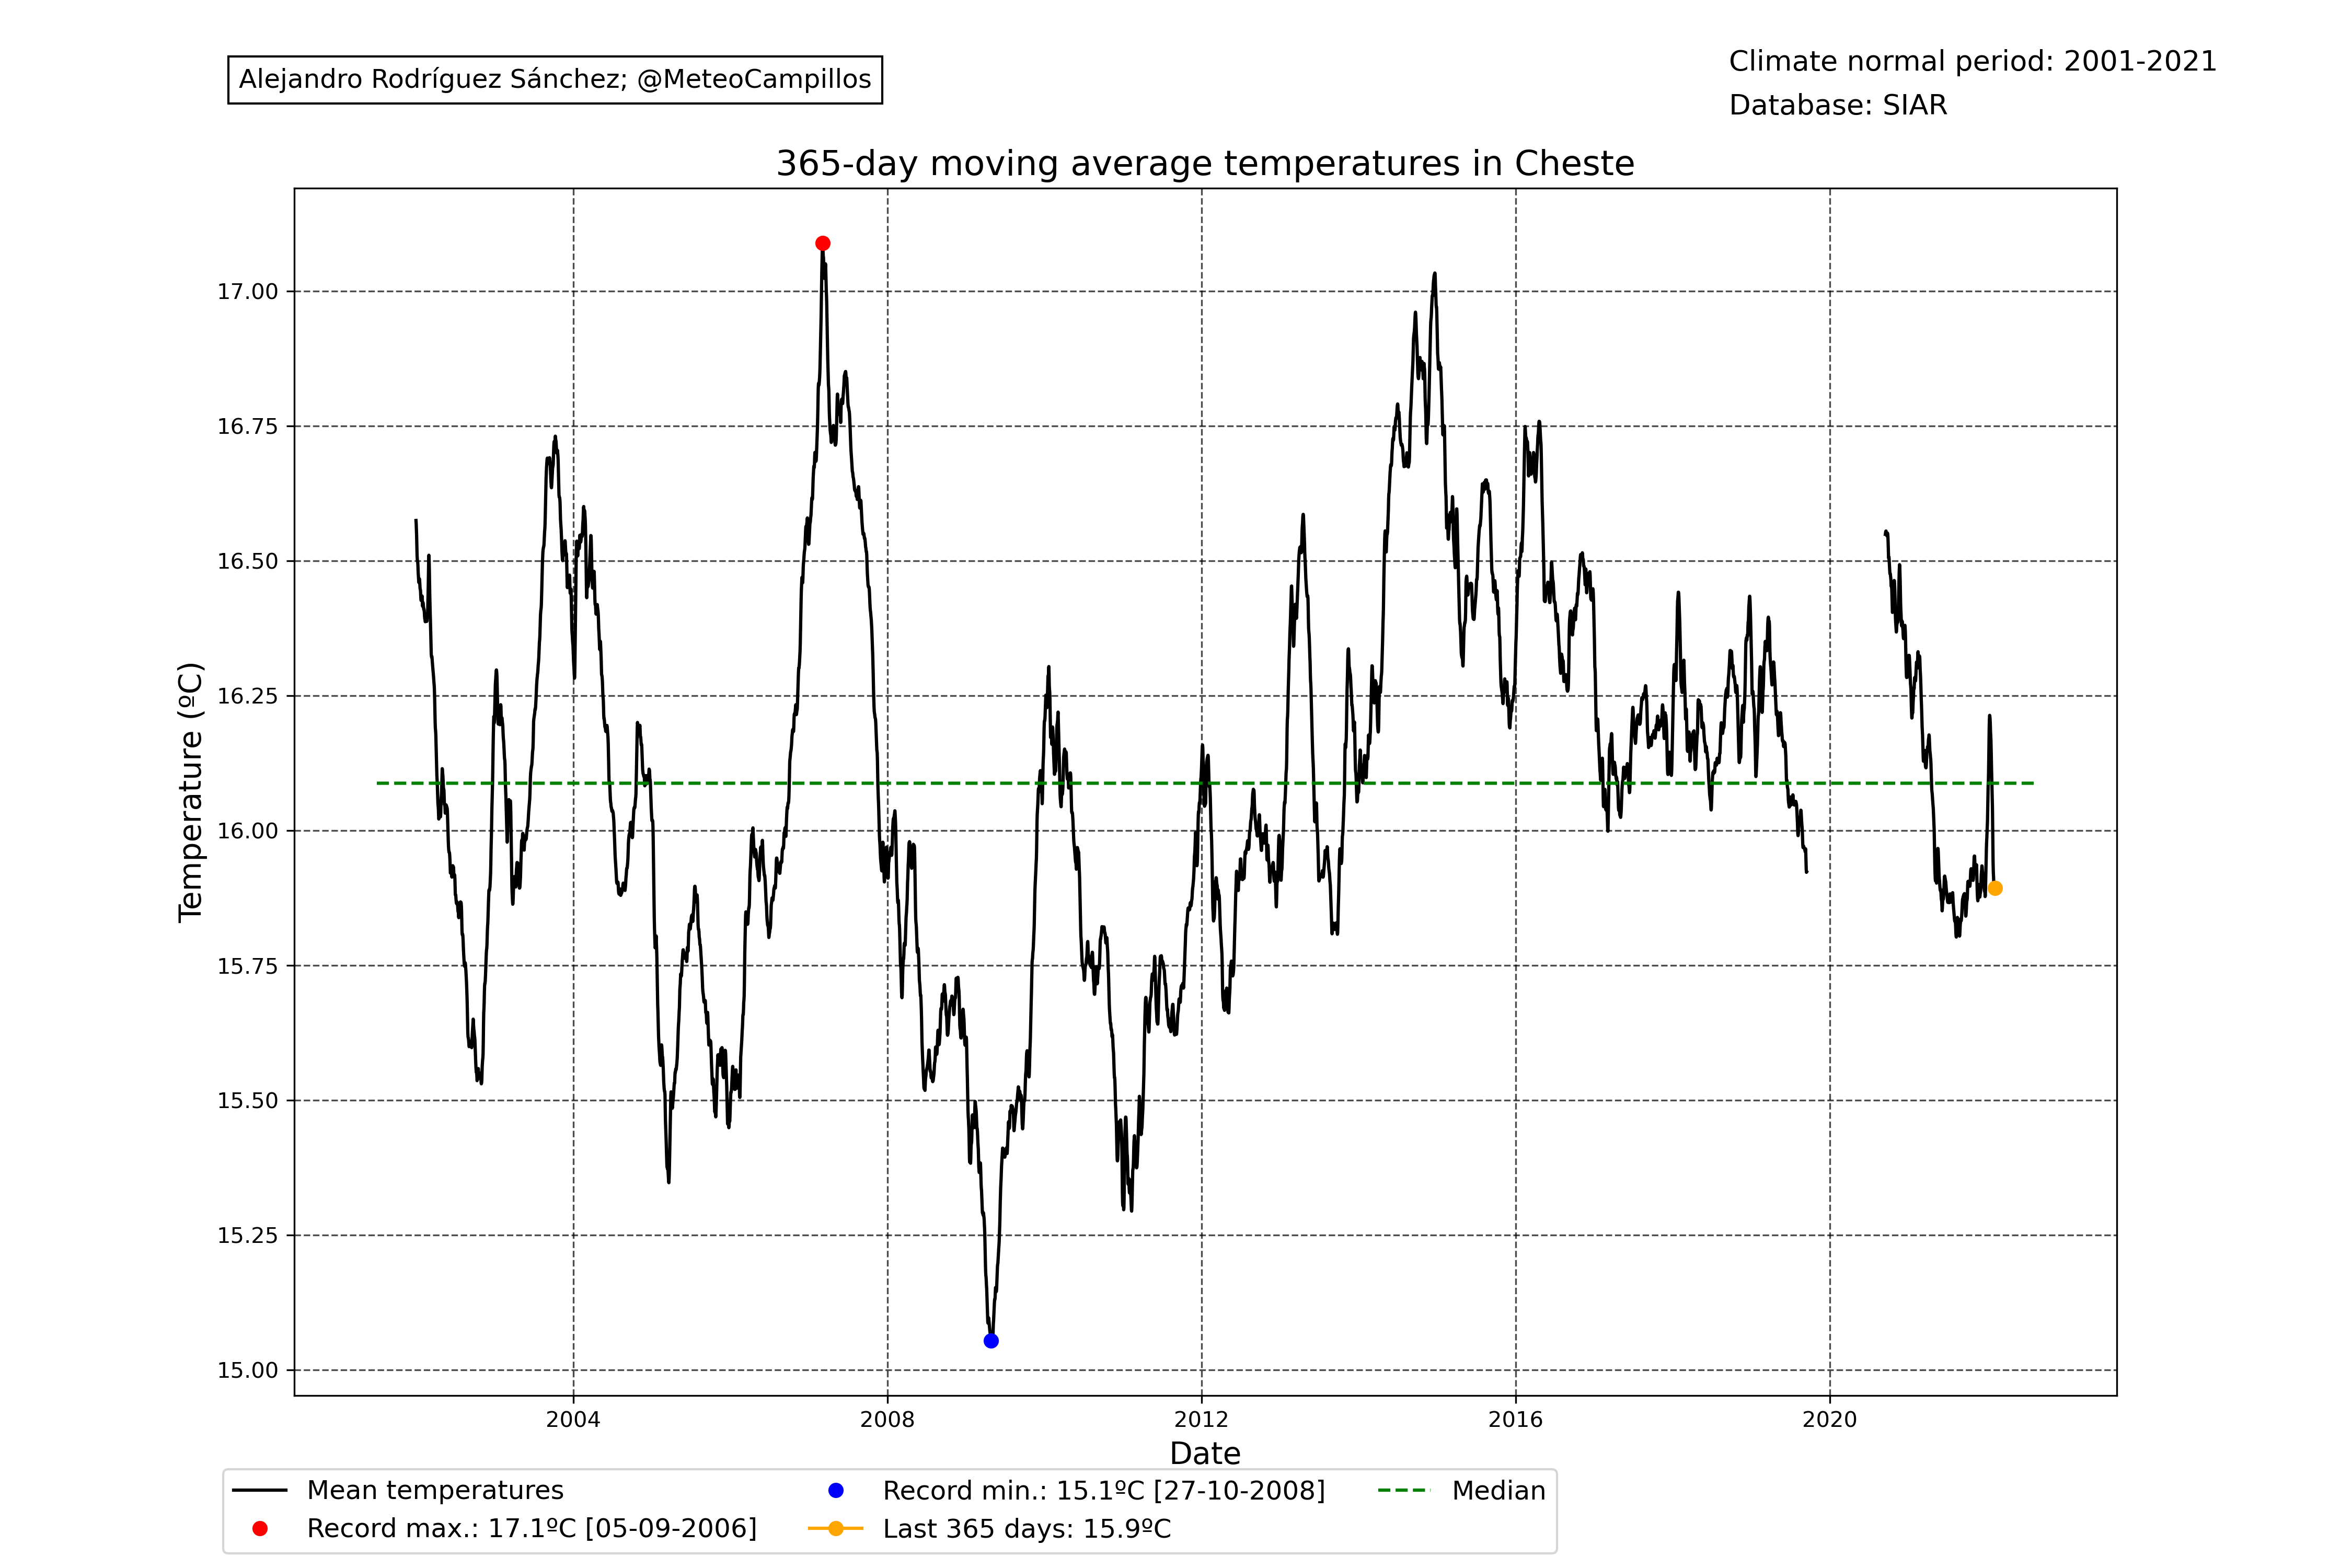 Alejandro Rodríguez Sánchez; @MeteoCampillos
Climate normal period: 2001-2021
Database: SIAR
365-day moving average temperatures in Cheste
17.00
16.75
16.50
16.25
16.00
15.75
15.50
15.25
15.00
Temperature (ºC)
2004 2008 2012 2016 2020
Date
Mean temperatures
Record max.: 17.1ºC [05-09-2006]
Record min.: 15.1ºC [27-10-2008]
Last 365 days: 15.9ºC
Median